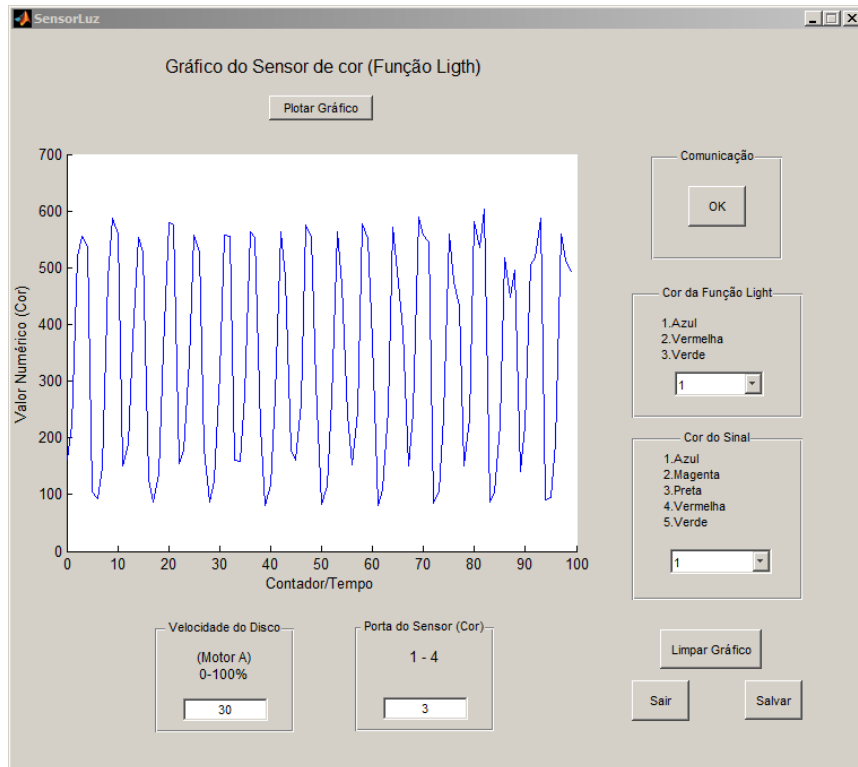 SensorLuz
Gráfico do Sensor de cor (Função Ligth)
Plotar Gráfico
700
600
500
400
300
200
100
0
Valor Numérico (Cor)
0 10 20 30 40 50 60 70 80 90 100
Contador/Tempo
Comunicação
OK
Cor da Função Light
1.Azul
2.Vermelha
3.Verde
1
Cor do Sinal
1.Azul
2.Magenta
3.Preta
4.Vermelha
5.Verde
1
Velocidade do Disco
(Motor A)
0-100%
30
Porta do Sensor (Cor)
1 - 4
3
Limpar Gráfico
Sair
Salvar